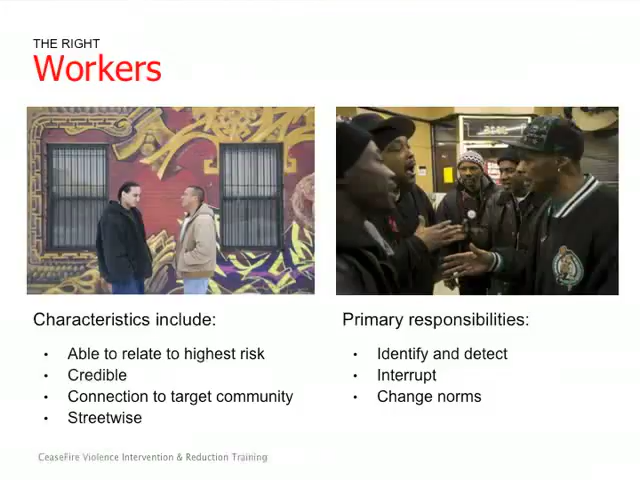 THE RIGHT
Workers
Characteristics include:
• Able to relate to highest risk
• Credible
• Connection to target community
• Streetwise
Primary responsibilities:
• Identify and detect
• Interrupt
• Change norms
CeaseFire Violence Intervention & Reduction Training